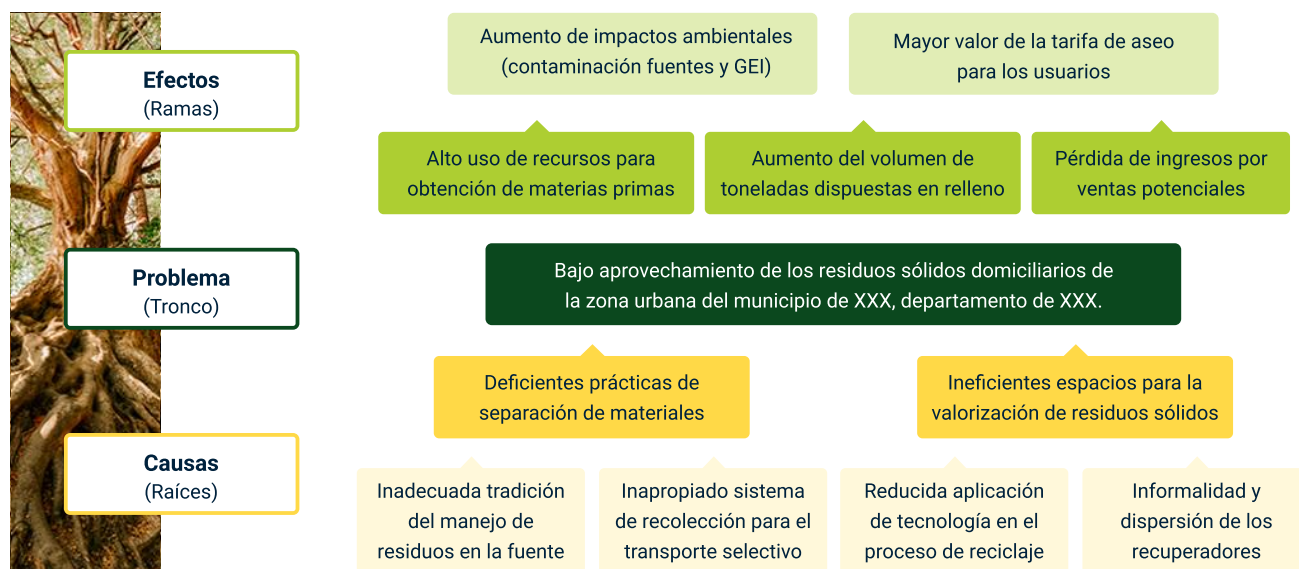 Efectos
(Ramas)
Aumento de impactos ambientales
(contaminación fuentes y GEI)
Mayor valor de la tarifa de aseo
para los usuarios
Alto uso de recursos para
obtención de materias primas
Aumento del volumen de
toneladas dispuestas en relleno
Pérdida de ingresos por
ventas potenciales
Problema
(Tronco)
Bajo aprovechamiento de los residuos sólidos domiciliarios de
la zona urbana del municipio de XXX, departamento de XXX.
Causas
(Raíces)
Deficientes prácticas de
separación de materiales
Ineficientes espacios para la
valorización de residuos sólidos
Inadecuada tradición
del manejo de
residuos en la fuente
Inapropiado sistema
de recolección para el
transporte selectivo
Reducida aplicación
de tecnología en el
proceso de reciclaje
Informalidad y
dispersión de los
recuperadores